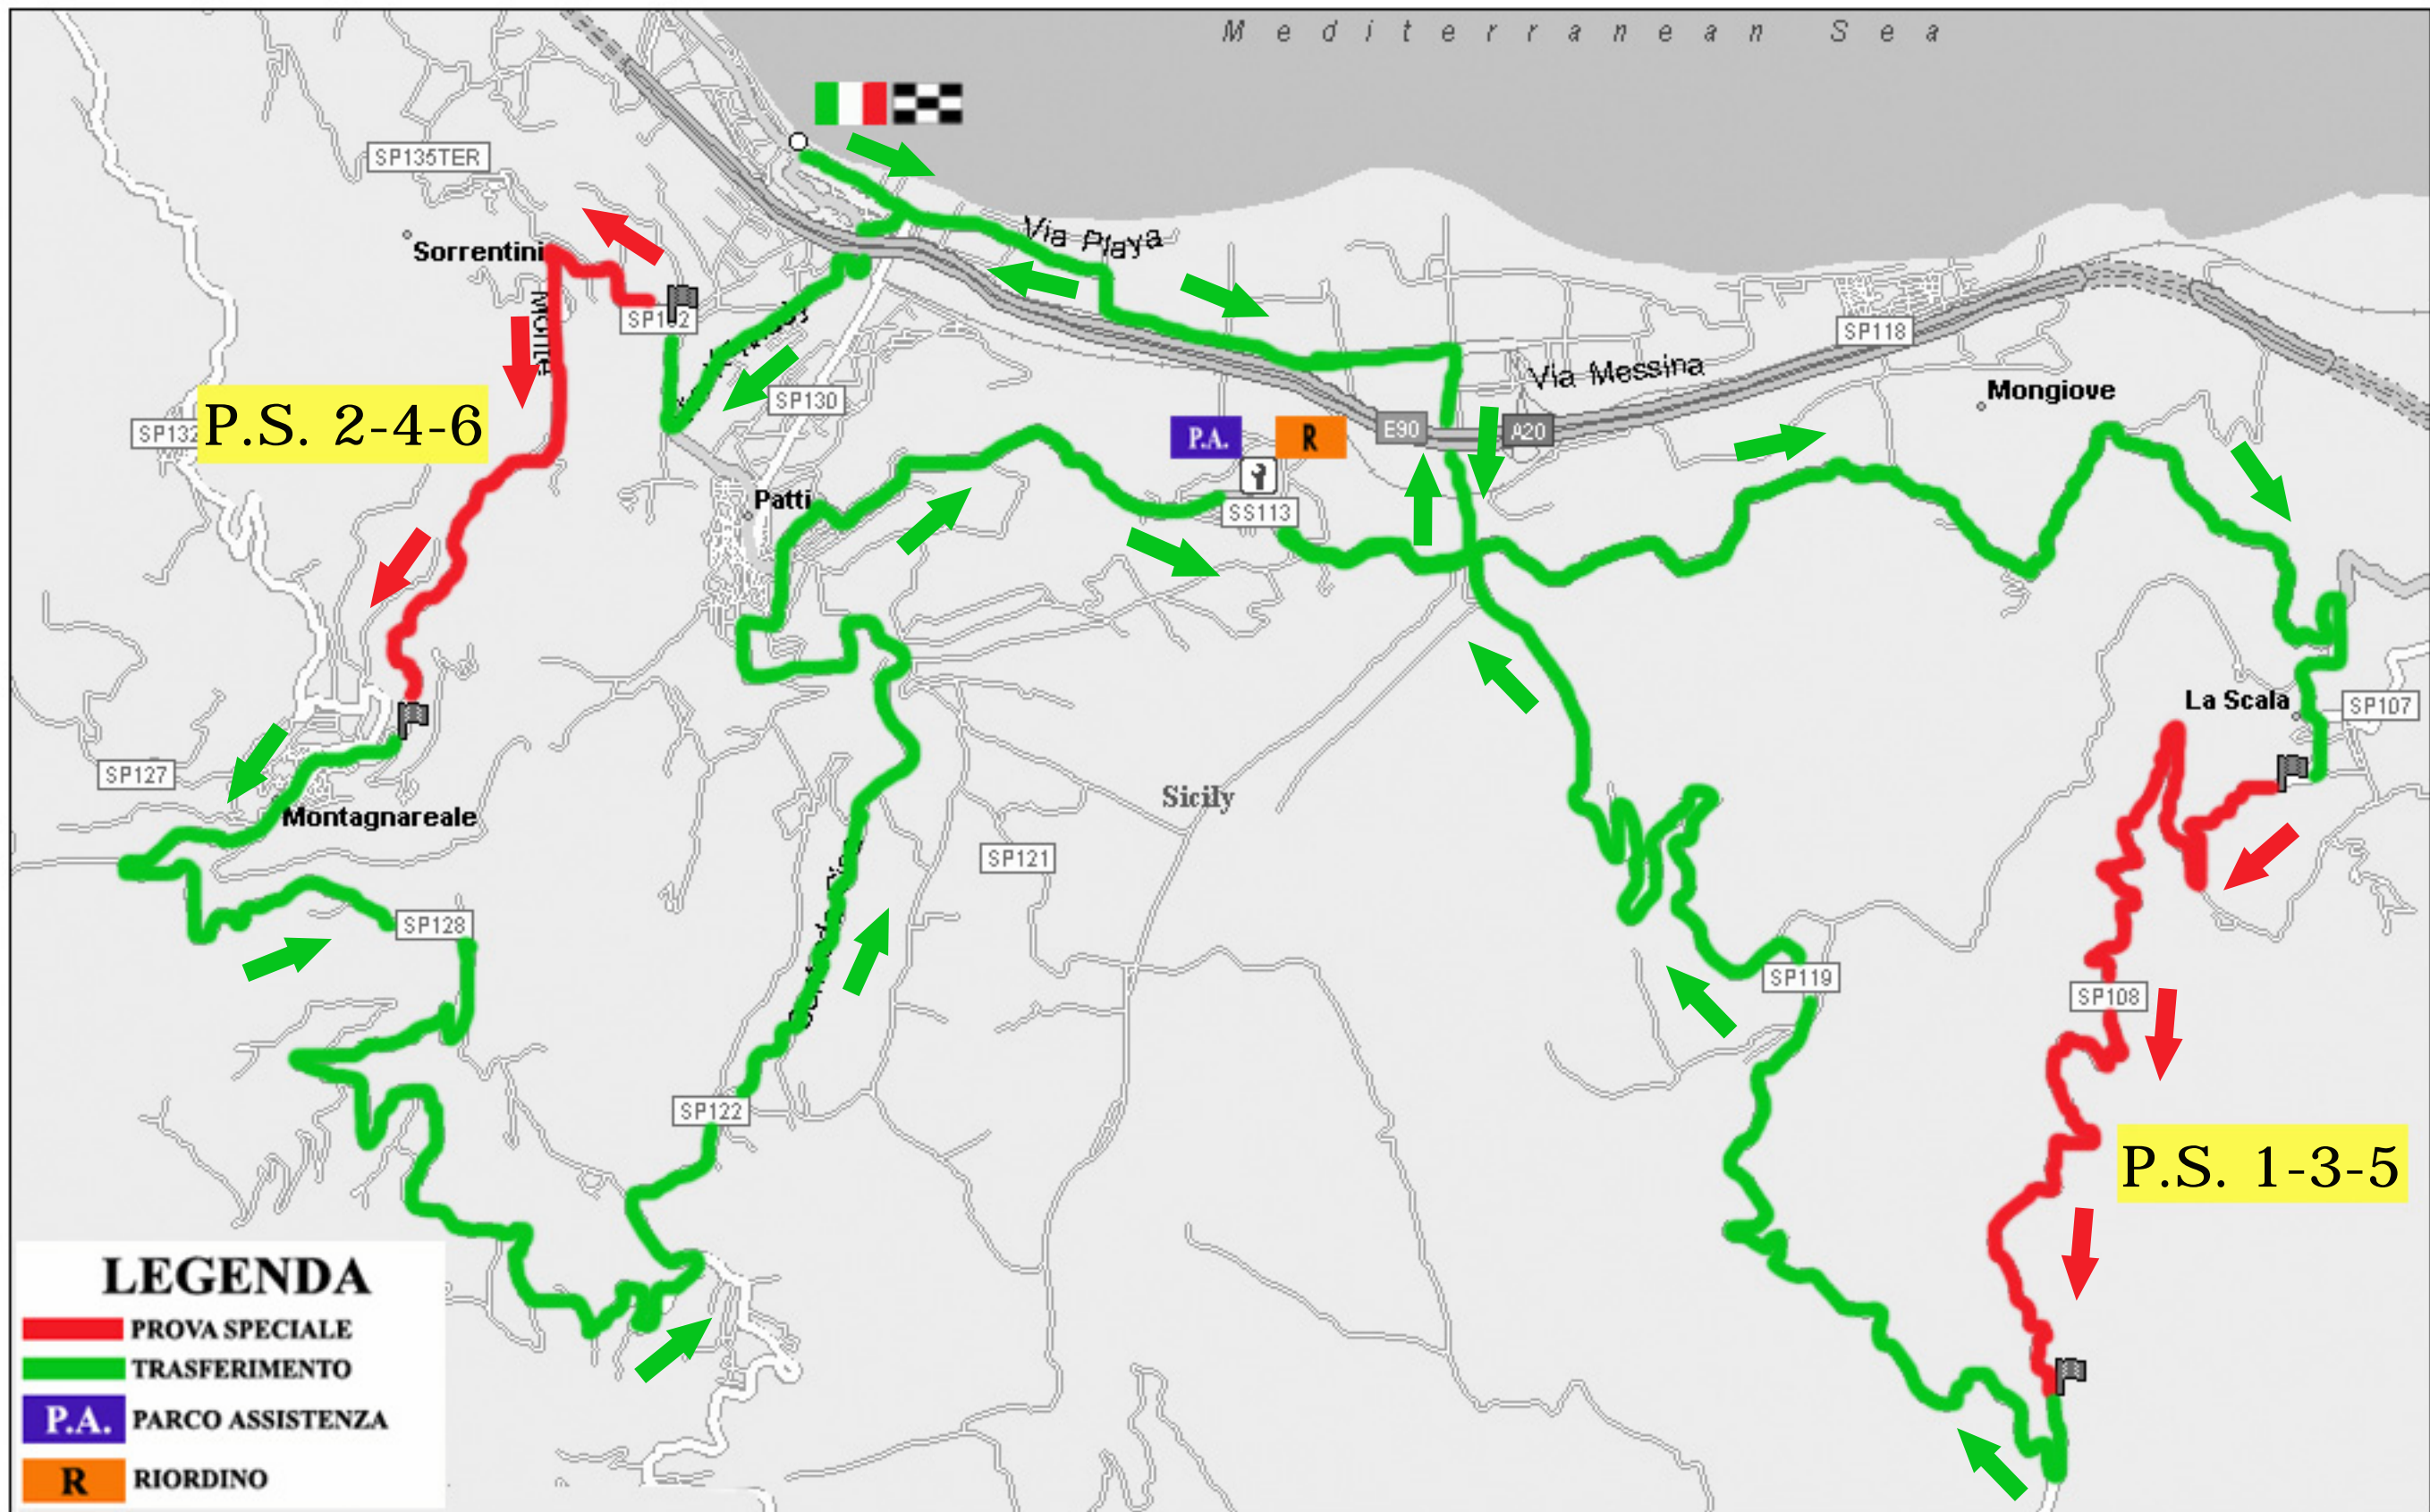 Mediterranean Sea
SP135TER
Sorrentini
Via Playa
Monte
SP118
Via Messina
Mongiove
SP130
P.S. 2-4-6
P.A.
R
E90
A20
Patti
SS113
La Scala
SP107
SP127
Montagnareale
Sicily
SP121
SP128
SP119
SP108
SP122
P.S. 1-3-5
LEGENDA
PROVA SPECIALE
TRASFERIMENTO
P.A. PARCO ASSISTENZA
R RIORDINO